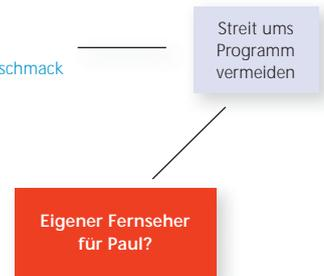 Streit ums
Programm
vermeiden
schmack
Eigener Fernseher
für Paul?